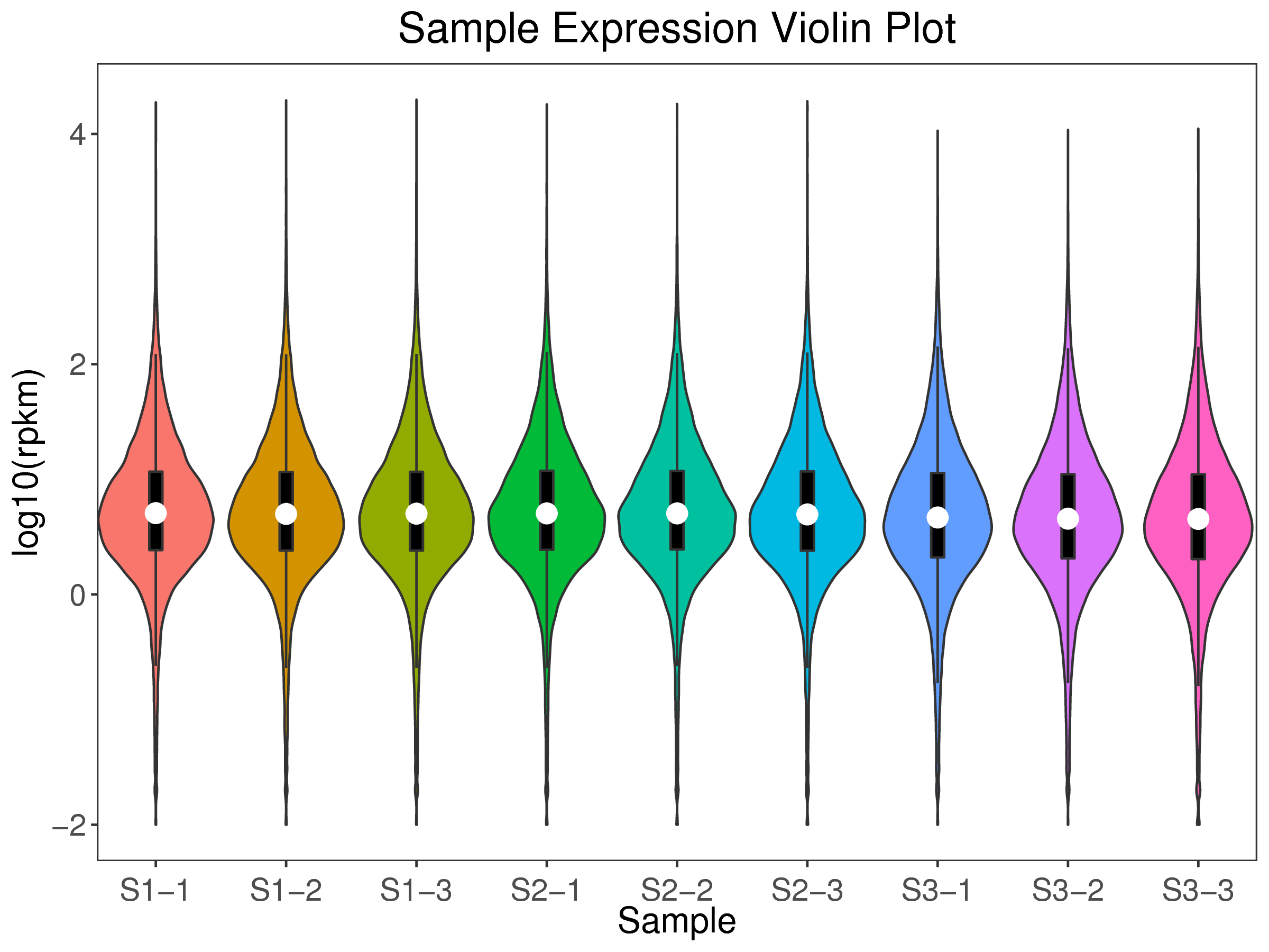 Sample Expression Violin Plot
log10(rpkm)
4
2
0
−2
S1−1 S1−2 S1−3 S2−1 S2−2 S2−3 S3−1 S3−2 S3−3
Sample